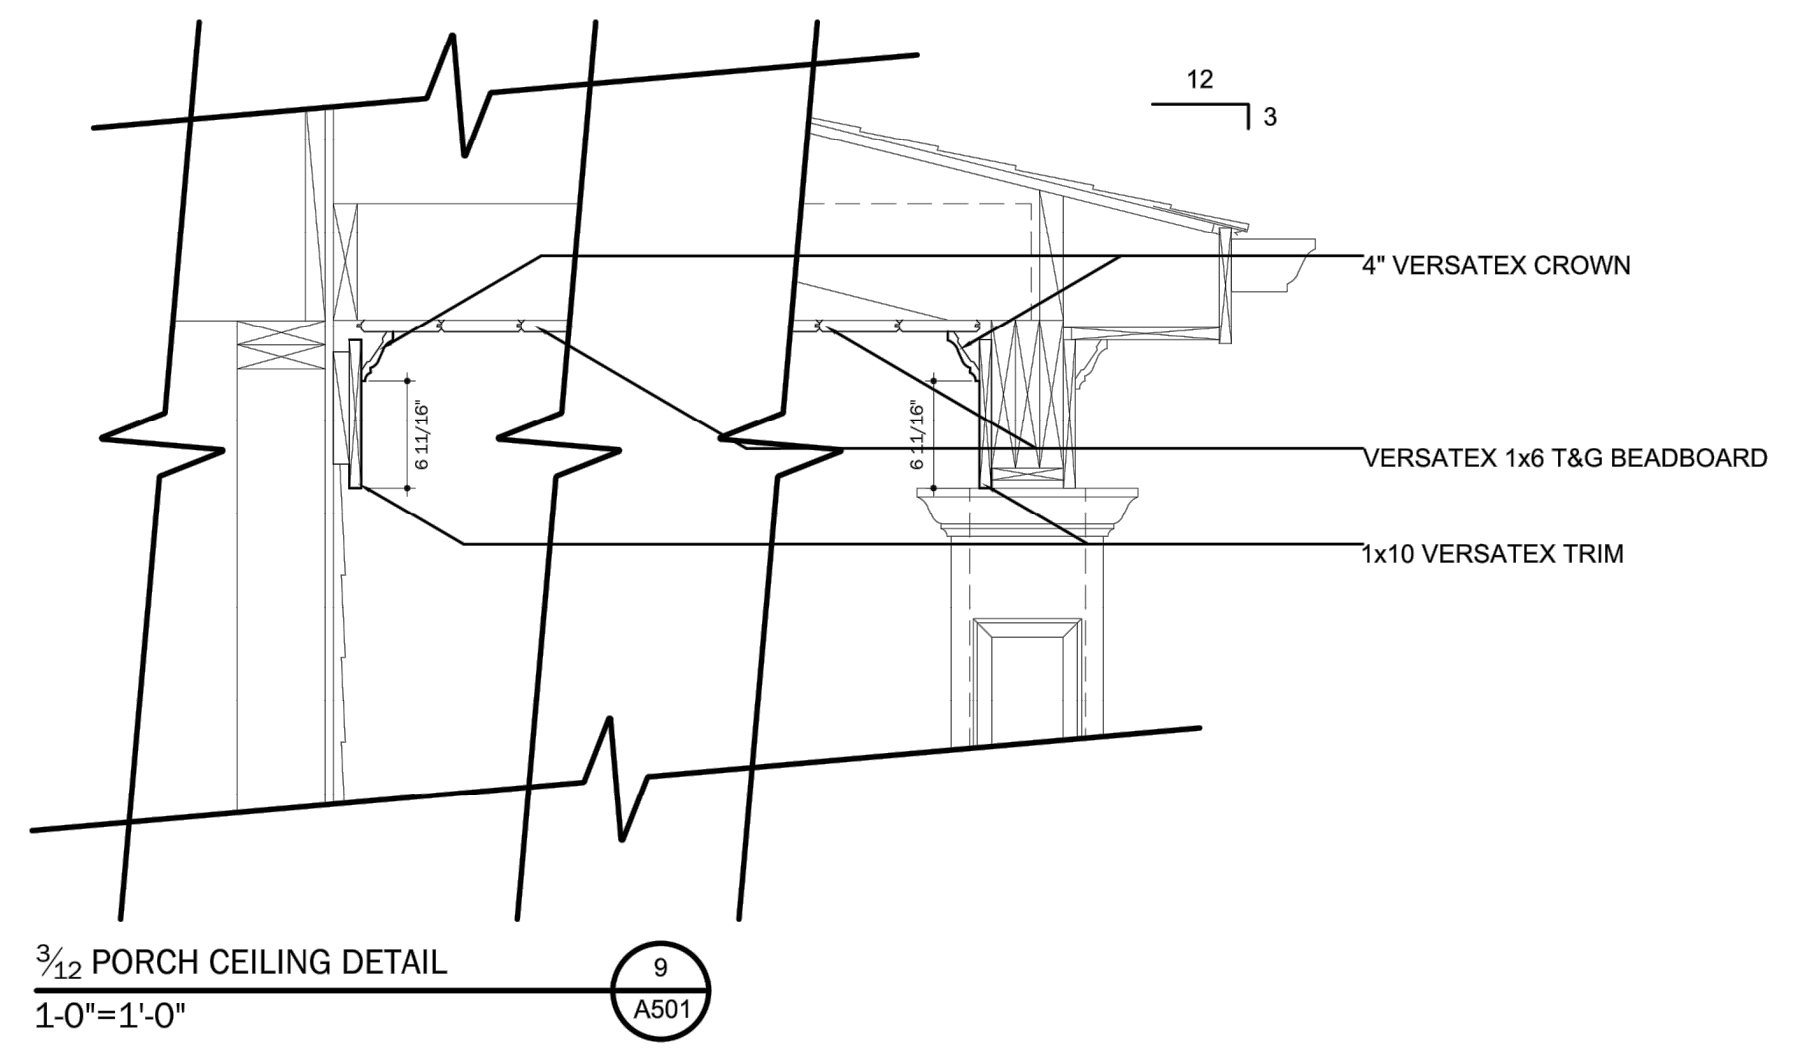 12
3
4" VERSATEX CROWN
6 11/16"
6 11/16"
VERSATEX 1x6 T&G BEADBOARD
1x10 VERSATEX TRIM
3/12 PORCH CEILING DETAIL
1-0"=1'-0"
9
A501